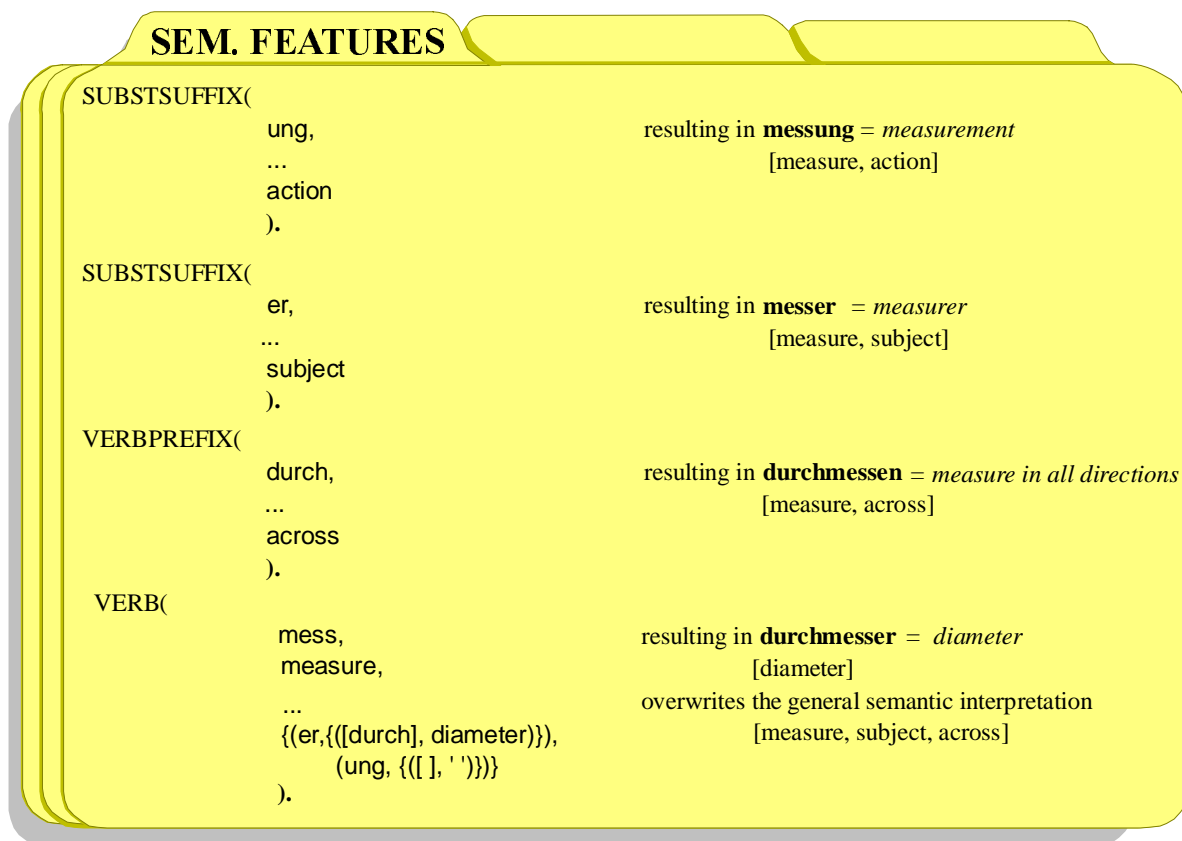 SEM. FEATURES
SUBSTSUFFIX(
ung, resulting in messung = measurement
... [measure, action]
action
).
SUBSTSUFFIX(
er, resulting in messer = measurer
... [measure, subject]
subject
).
VERBPREFIX(
durch, resulting in durchmessen = measure in all directions
... [measure, across]
across
).
VERB(
mess, resulting in durchmesser = diameter
measure, [diameter]
... overwrites the general semantic interpretation
{(er,{([durch], diameter)}), [measure, subject, across]
(ung, {([ ], ' ')})}
).